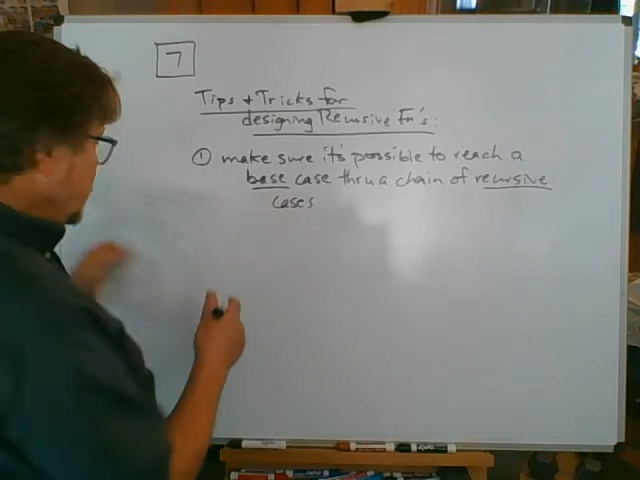 7
Tips + Tricks for
designing Recursive Fn's:
① make sure it's possible to reach a
base case thru a chain of recursive
cases